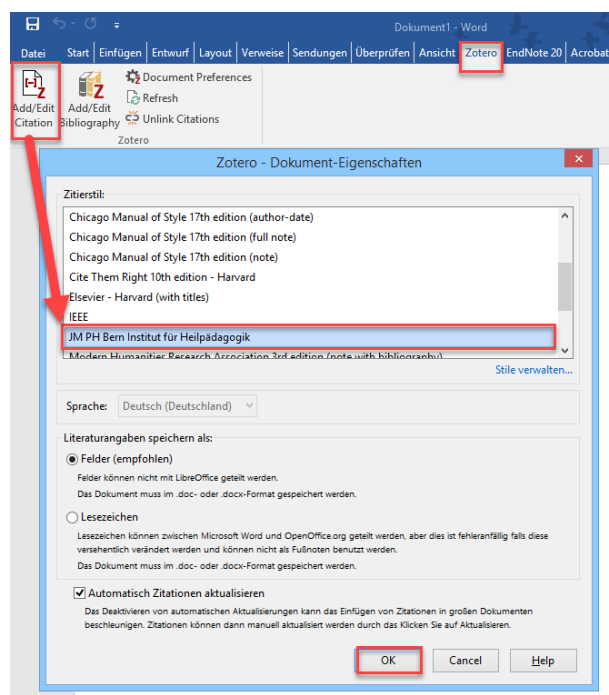 Dokument1 - Word
Datei Start Einfügen Entwurf Layout Verweise Sendungen Überprüfen Ansicht Zotero EndNote 20 Acrobat
Add/Edit Citation
Add/Edit Bibliography
Document Preferences
Refresh
Unlink Citations
Zotero
Zotero - Dokument-Eigenschaften
Zitierstil:
Chicago Manual of Style 17th edition (author-date)
Chicago Manual of Style 17th edition (full note)
Chicago Manual of Style 17th edition (note)
Cite Them Right 10th edition - Harvard
Elsevier - Harvard (with titles)
IEEE
JM PH Bern Institut für Heilpädagogik
Modern Humanities Research Association 3rd edition (note with bibliography)
Stile verwalten...
Sprache: Deutsch (Deutschland)
Literaturangaben speichern als:
Felder (empfohlen)
Felder können nicht mit LibreOffice geteilt werden.
Das Dokument muss im .doc- oder .docx-Format gespeichert werden.
Lesezeichen
Lesezeichen können zwischen Microsoft Word und OpenOffice.org geteilt werden, aber dies ist fehleranfällig falls diese
versehentlich verändert werden und können nicht als Fußnoten benutzt werden.
Das Dokument muss im .doc- oder .docx-Format gespeichert werden.
Automatisch Zitationen aktualisieren
Das Deaktivieren von automatischen Aktualisierungen kann das Einfügen von Zitationen in großen Dokumenten
beschleunigen. Zitationen können dann manuell aktualisiert werden durch das Klicken Sie auf Aktualisieren.
OK Cancel Help